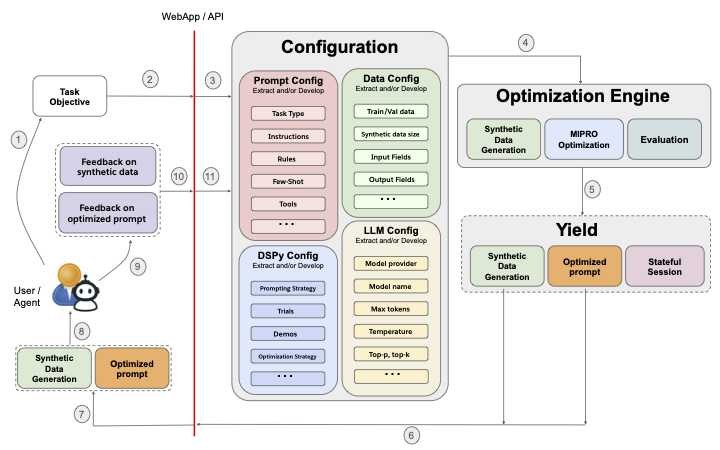 WebApp / API
Configuration
4
2
3
Prompt Config
Extract and/or Develop
Task Type
Instructions
Rules
Few-Shot
Tools
...
Data Config
Extract and/or Develop
Train/Val data
Synthetic data size
Input Fields
Output Fields
...
Task
Objective
1
Optimization Engine
Synthetic
Data
Generation
MIPRO
Optimization
Evaluation
Feedback on
synthetic data
Feedback on
optimized prompt
10
11
5
9
User /
Agent
DSPy Config
Extract and/or Develop
Prompting Strategy
Trials
Demos
Optimization Strategy
...
LLM Config
Extract and/or Develop
Model provider
Model name
Max tokens
Temperature
Top-p, top-k
...
Yield
Synthetic
Data
Generation
Optimized
prompt
Stateful
Session
8
Synthetic
Data
Generation
Optimized
prompt
7
6